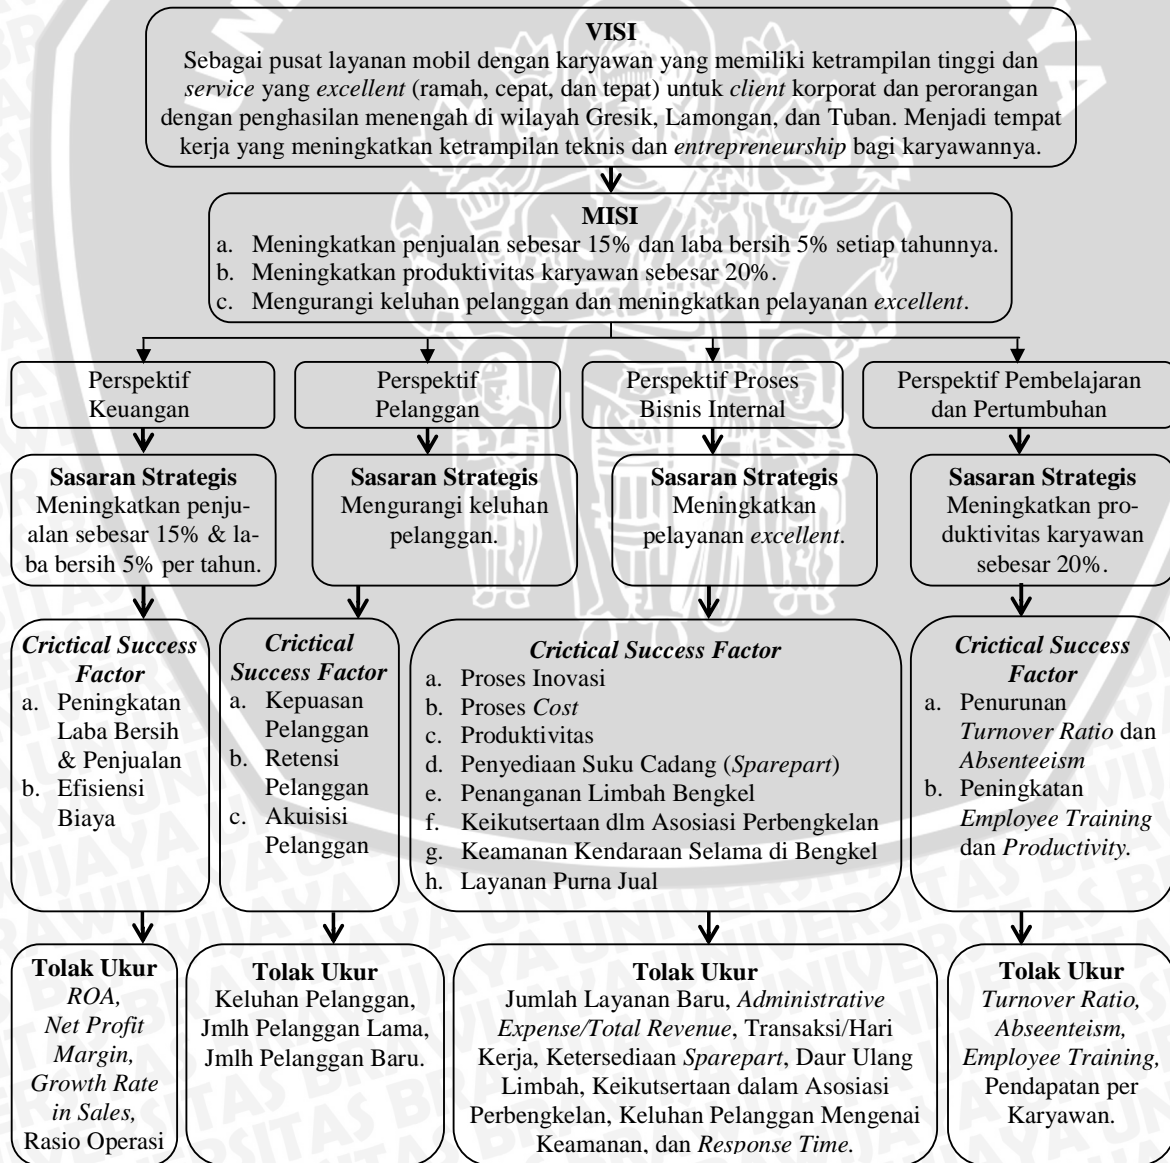 VISI
Sebagai pusat layanan mobil dengan karyawan yang memiliki ketrampilan tinggi dan
service yang excellent (ramah, cepat, dan tepat) untuk client korporat dan perorangan
dengan penghasilan menengah di wilayah Gresik, Lamongan, dan Tuban. Menjadi tempat
kerja yang meningkatkan ketrampilan teknis dan entrepreneurship bagi karyawannya.
MISI
a. Meningkatkan penjualan sebesar 15% dan laba bersih 5% setiap tahunnya.
b. Meningkatkan produktivitas karyawan sebesar 20%.
c. Mengurangi keluhan pelanggan dan meningkatkan pelayanan excellent.
Perspektif
Keuangan
Perspektif
Pelanggan
Perspektif Proses
Bisnis Internal
Perspektif Pembelajaran
dan Pertumbuhan
Sasaran Strategis
Meningkatkan penju-
alan sebesar 15% & la-
ba bersih 5% per tahun.
Sasaran Strategis
Mengurangi keluhan
pelanggan.
Sasaran Strategis
Meningkatkan
pelayanan excellent.
Sasaran Strategis
Meningkatkan pro-
duktivitas karyawan
sebesar 20%.
Crictical Success
Factor
a. Peningkatan
Laba Bersih
& Penjualan
b. Efisiensi
Biaya
Crictical
Success Factor
a. Kepuasan
Pelanggan
b. Retensi
Pelanggan
c. Akuisisi
Pelanggan
Crictical Success Factor
a. Proses Inovasi
b. Proses Cost
c. Produktivitas
d. Penyediaan Suku Cadang (Sparepart)
e. Penanganan Limbah Bengkel
f. Keikutsertaan dlm Asosiasi Perbengkelan
g. Keamanan Kendaraan Selama di Bengkel
h. Layanan Purna Jual
Crictical Success
Factor
a. Penurunan
Turnover Ratio dan
Absenteeism
b. Peningkatan
Employee Training
dan Productivity.
Tolak Ukur
ROA,
Net Profit
Margin,
Growth Rate
in Sales,
Rasio Operasi
Tolak Ukur
Keluhan Pelanggan,
Jmlh Pelanggan Lama,
Jmlh Pelanggan Baru.
Tolak Ukur
Jumlah Layanan Baru, Administrative
Expense/Total Revenue, Transaksi/Hari
Kerja, Ketersediaan Sparepart, Daur Ulang
Limbah, Keikutsertaan dalam Asosiasi
Perbengkelan, Keluhan Pelanggan Mengenai
Keamanan, dan Response Time.
Tolak Ukur
Turnover Ratio,
Abseenteism,
Employee Training,
Pendapatan per
Karyawan.